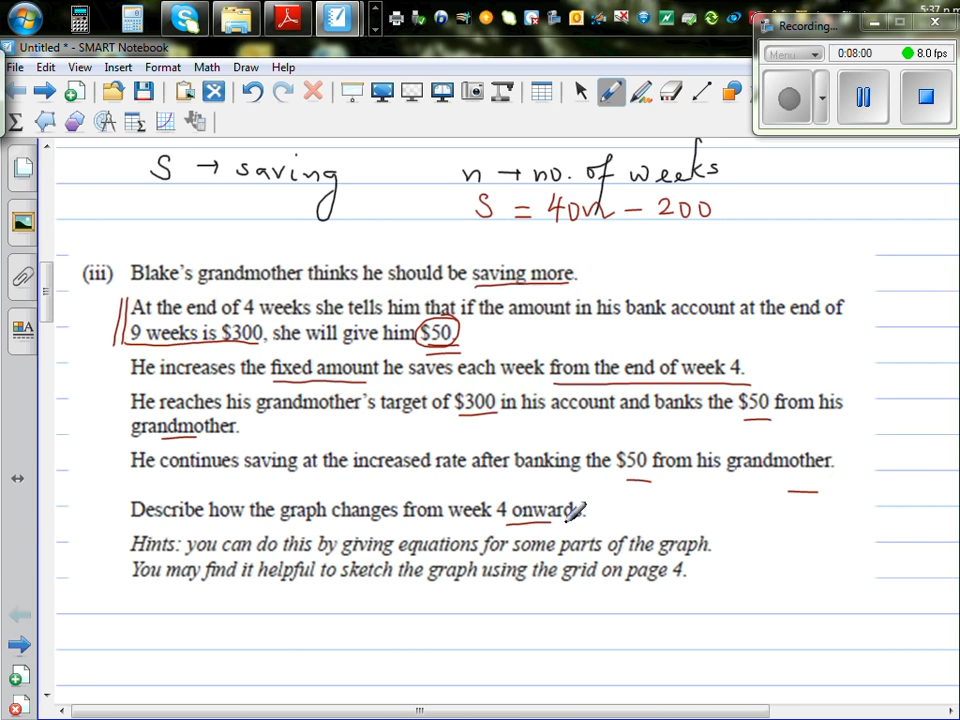 5:37
Recording...
Untitled * - SMART Notebook
Menu
0:08:00
8.0 fps
File Edit View Insert Format Math Draw Help
S → saving n → no. of weeks
S = 40n - 200
(iii) Blake's grandmother thinks he should be saving more.
At the end of 4 weeks she tells him that if the amount in his bank account at the end of
9 weeks is $300, she will give him $50.
He increases the fixed amount he saves each week from the end of week 4.
He reaches his grandmother's target of $300 in his account and banks the $50 from his
grandmother.
He continues saving at the increased rate after banking the $50 from his grandmother.
Describe how the graph changes from week 4 onwards.
Hints: you can do this by giving equations for some parts of the graph.
You may find it helpful to sketch the graph using the grid on page 4.